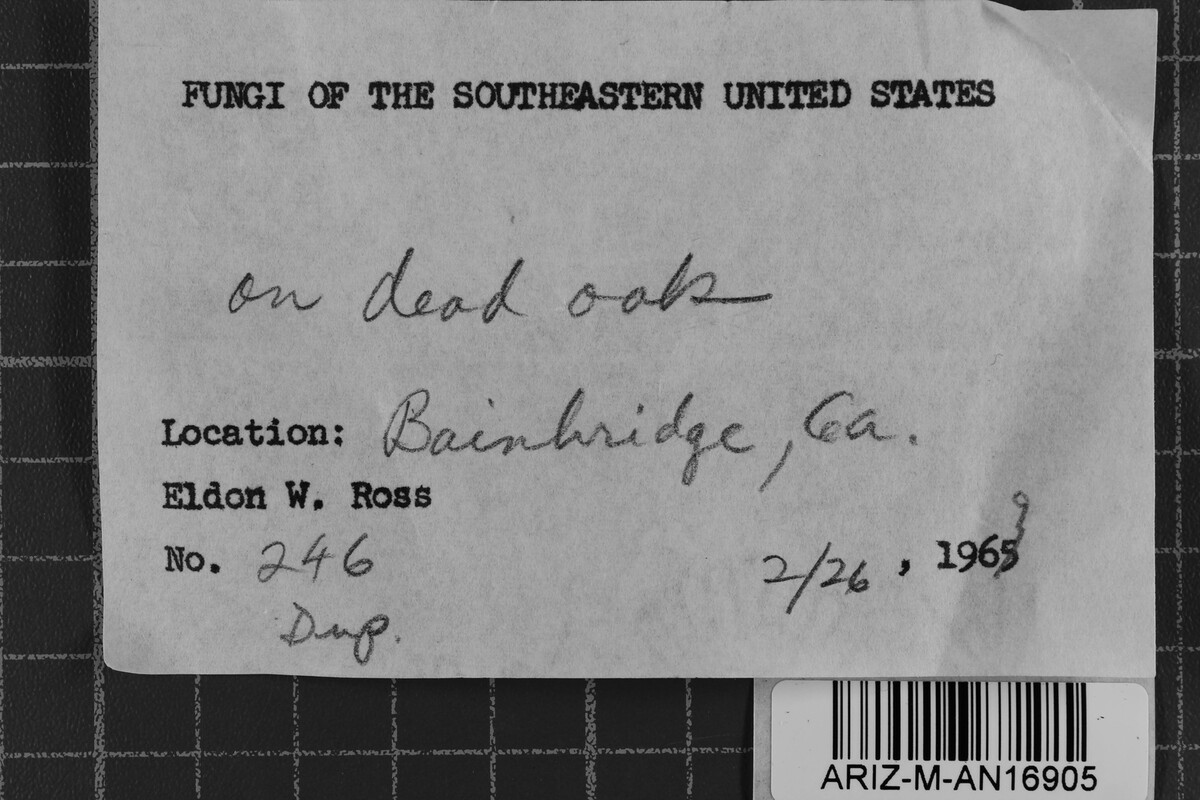 FUNGI OF THE SOUTHEASTERN UNITED STATES
on dead oak
Location: Bainbridge, Ga.
Eldon W. Ross
No. 246
2/26, 1969
Dup.
ARIZ-M-AN16905